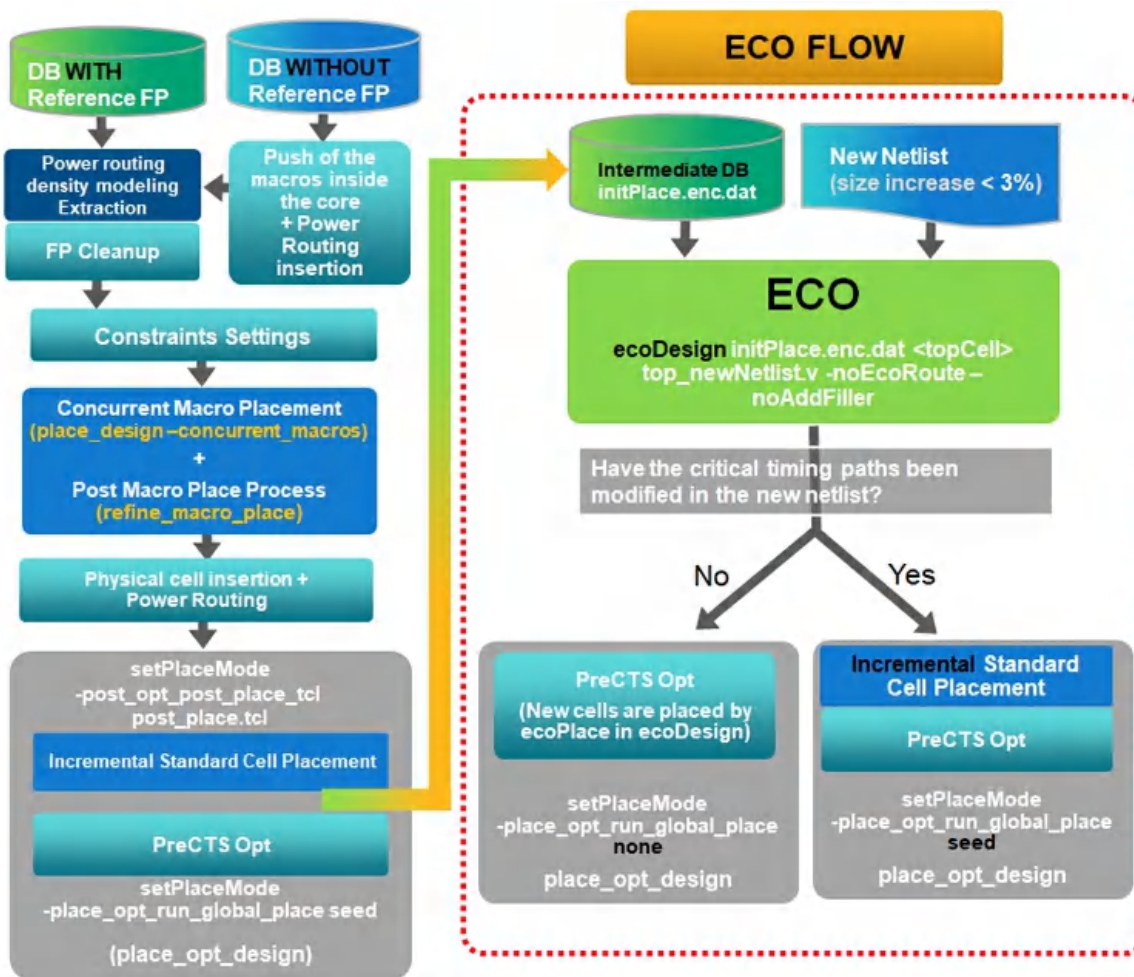 DB WITH
Reference FP
DB WITHOUT
Reference FP
Power routing
density modeling
Extraction
Push of the
macros inside
the core
+ Power
Routing
insertion
FP Cleanup
Constraints Settings
Concurrent Macro Placement
(place_design –concurrent_macros)
+
Post Macro Place Process
(refine_macro_place)
Physical cell insertion +
Power Routing
setPlaceMode
-post_opt_post_place_tcl
post_place.tcl
Incremental Standard Cell Placement
PreCTS Opt
setPlaceMode
-place_opt_run_global_place seed
(place_opt_design)
ECO FLOW
Intermediate DB
initPlace.enc.dat
New Netlist
(size increase < 3%)
ECO
ecoDesign initPlace.enc.dat <topCell>
top_newNetlist.v -noEcoRoute –
noAddFiller
Have the critical timing paths been
modified in the new netlist?
No
Yes
PreCTS Opt
(New cells are placed by
ecoPlace in ecoDesign)
setPlaceMode
-place_opt_run_global_place
none
place_opt_design
Incremental Standard
Cell Placement
PreCTS Opt
setPlaceMode
-place_opt_run_global_place
seed
place_opt_design